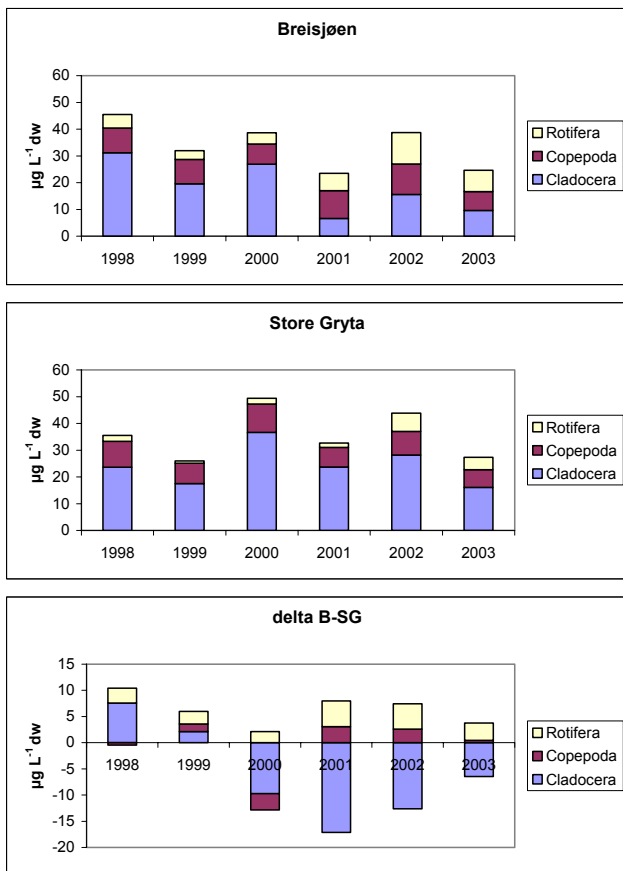 Breisjøen
60
50
40
30
20
10
0
µg L⁻¹ dw
1998 1999 2000 2001 2002 2003
Rotifera
Copepoda
Cladocera
Store Gryta
60
50
40
30
20
10
0
µg L⁻¹ dw
1998 1999 2000 2001 2002 2003
Rotifera
Copepoda
Cladocera
delta B-SG
15
10
5
0
-5
-10
-15
-20
µg L⁻¹ dw
1998 1999 2000 2001 2002 2003
Rotifera
Copepoda
Cladocera